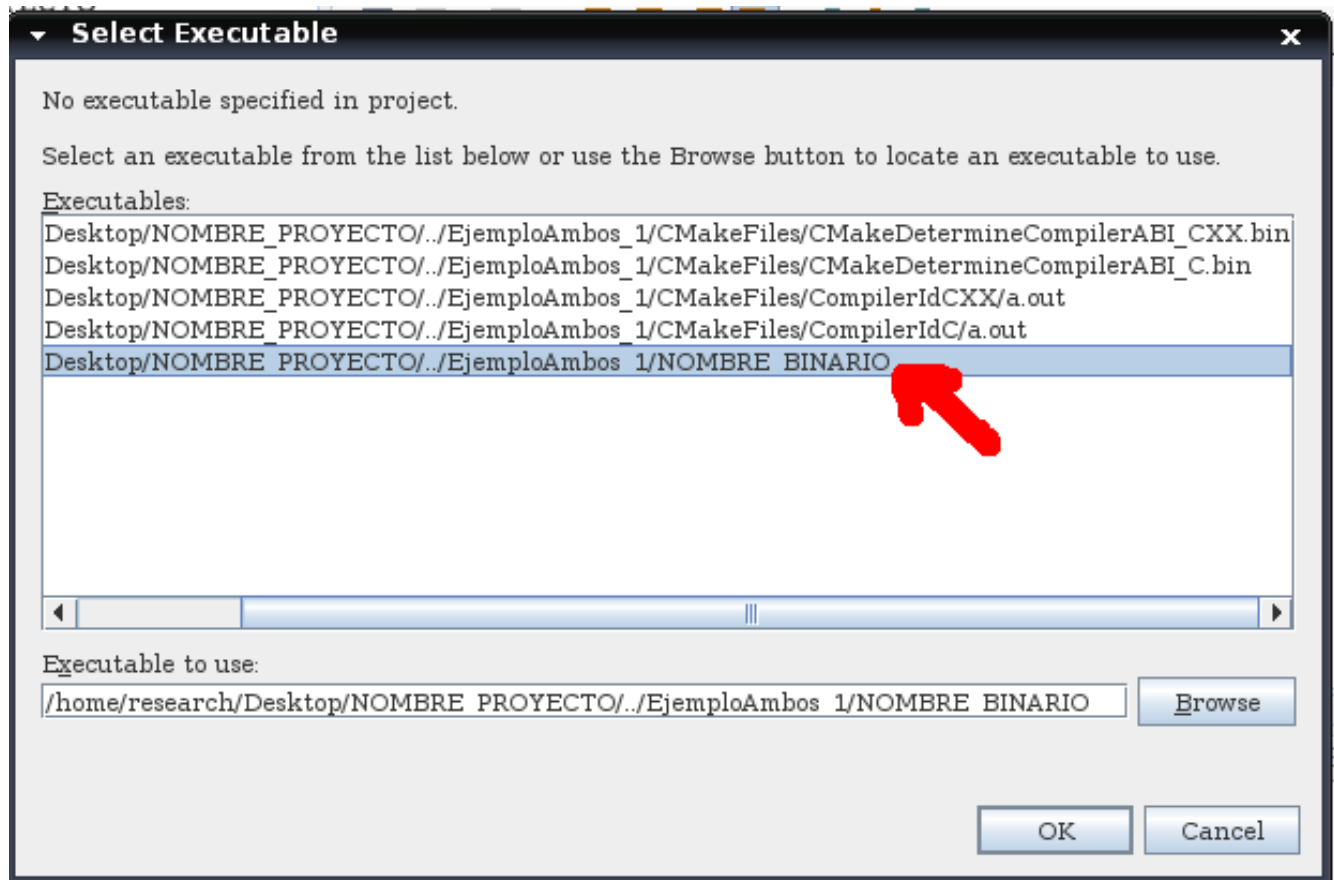 Select Executable
x
No executable specified in project.
Select an executable from the list below or use the Browse button to locate an executable to use.
Executables:
Desktop/NOMBRE_PROYECTO/../EjemploAmbos_1/CMakeFiles/CMakeDetermineCompilerABI_CXX.bin
Desktop/NOMBRE_PROYECTO/../EjemploAmbos_1/CMakeFiles/CMakeDetermineCompilerABI_C.bin
Desktop/NOMBRE_PROYECTO/../EjemploAmbos_1/CMakeFiles/CompilerIdCXX/a.out
Desktop/NOMBRE_PROYECTO/../EjemploAmbos_1/CMakeFiles/CompilerIdC/a.out
Desktop/NOMBRE_PROYECTO/../EjemploAmbos_1/NOMBRE_BINARIO
Executable to use:
/home/research/Desktop/NOMBRE_PROYECTO/../EjemploAmbos_1/NOMBRE_BINARIO
Browse
OK
Cancel